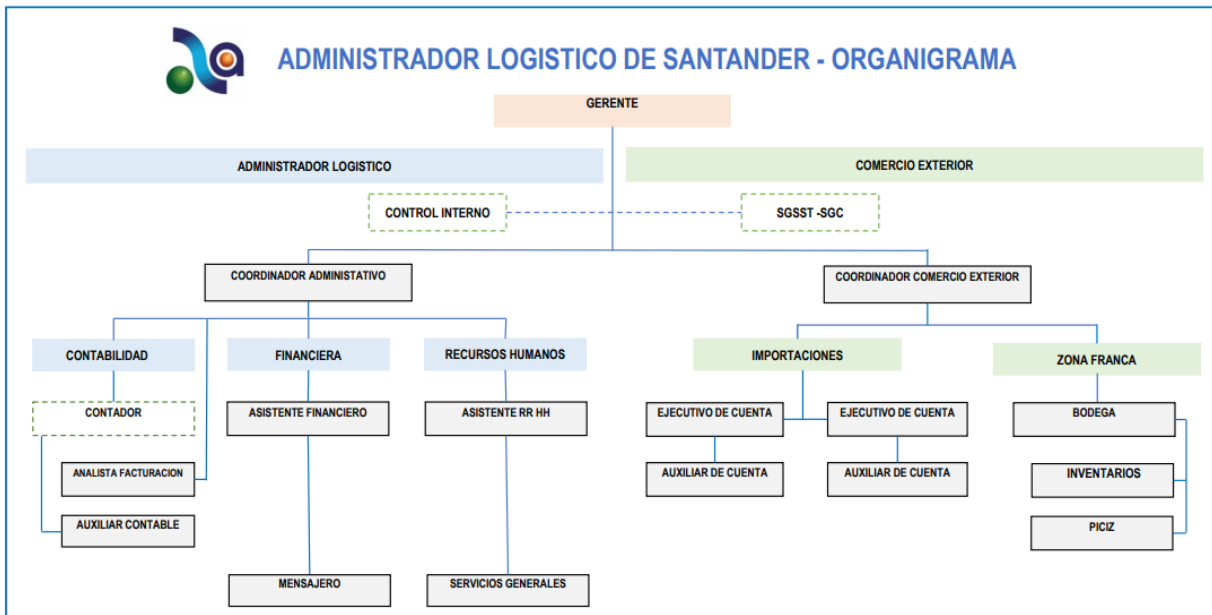 ADMINISTRADOR LOGISTICO DE SANTANDER - ORGANIGRAMA
GERENTE
ADMINISTRADOR LOGISTICO
COMERCIO EXTERIOR
CONTROL INTERNO
SGSST -SGC
COORDINADOR ADMINISTATIVO
COORDINADOR COMERCIO EXTERIOR
CONTABILIDAD
FINANCIERA
RECURSOS HUMANOS
IMPORTACIONES
ZONA FRANCA
CONTADOR
ASISTENTE FINANCIERO
ASISTENTE RR HH
EJECUTIVO DE CUENTA
EJECUTIVO DE CUENTA
BODEGA
ANALISTA FACTURACION
AUXILIAR DE CUENTA
AUXILIAR DE CUENTA
INVENTARIOS
AUXILIAR CONTABLE
PICIZ
MENSAJERO
SERVICIOS GENERALES